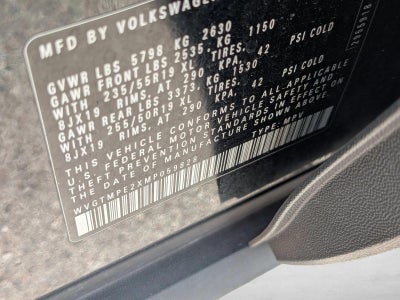 MFD BY VOLKSWAGE
GVWR LBS 5798 KG 2630
GAWR FRONT LBS 2535. KG 1150
WITH 235/55R19 XL TIRES.
8JX19 RIMS. AT 290 42 PSI COLD
GAWR REAR LBS 3373. KG 1530
WITH 255/50R19 XL TIRES.
8JX19 RIMS. AT 290 42 PSI COLD
THIS VEHICLE CONFORMS TO ALL APPLICABLE
U.S. FEDERAL MOTOR VEHICLE SAFETY AND
THEFT PREVENTION STANDARDS IN EFFECT ON
THE DATE OF MANUFACTURE SHOWN ABOVE.
WVGTMPE2XMP069828 TYPE: MPV